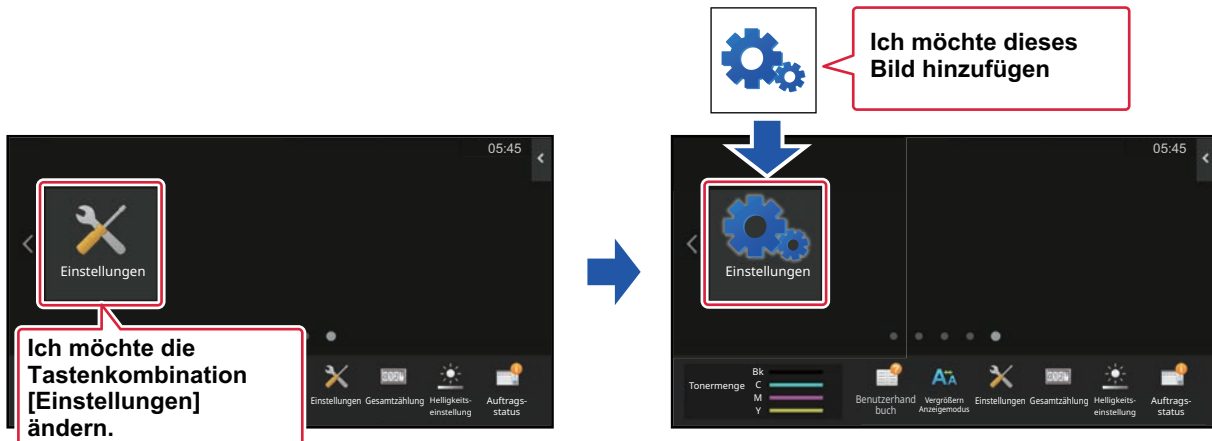 Ich möchte dieses
Bild hinzufügen
05:45
Einstellungen
Ich möchte die
Tastenkombination
[Einstellungen]
ändern.
Einstellungen
Gesamtzählung
Helligkeits-
einstellung
Auftrags-
status
05:45
Einstellungen
Tonermenge
Bk
C
M
Y
Benutzerhand
buch
Vergrößern
Anzeigemodus
Einstellungen
Gesamtzählung
Helligkeits-
einstellung
Auftrags-
status